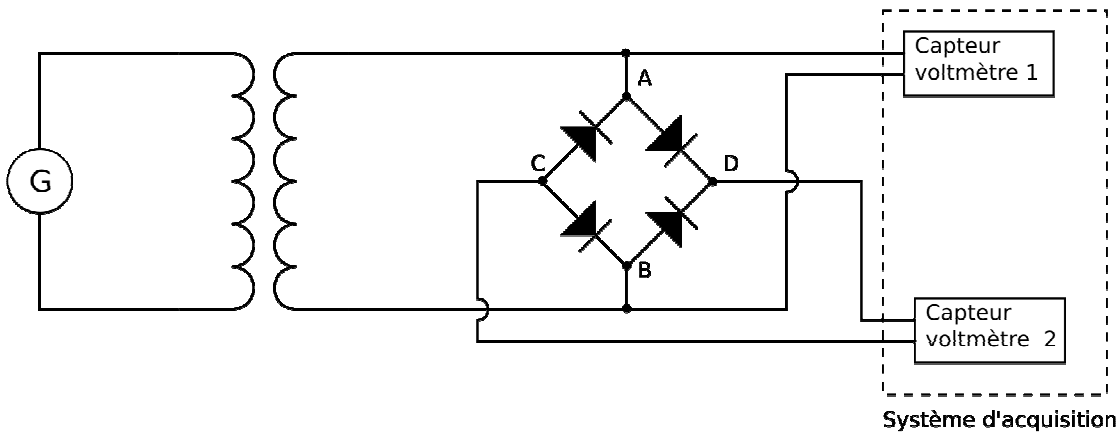 Capteur
voltmètre 1
A
C
D
G
B
Capteur
voltmètre 2
Système d'acquisition